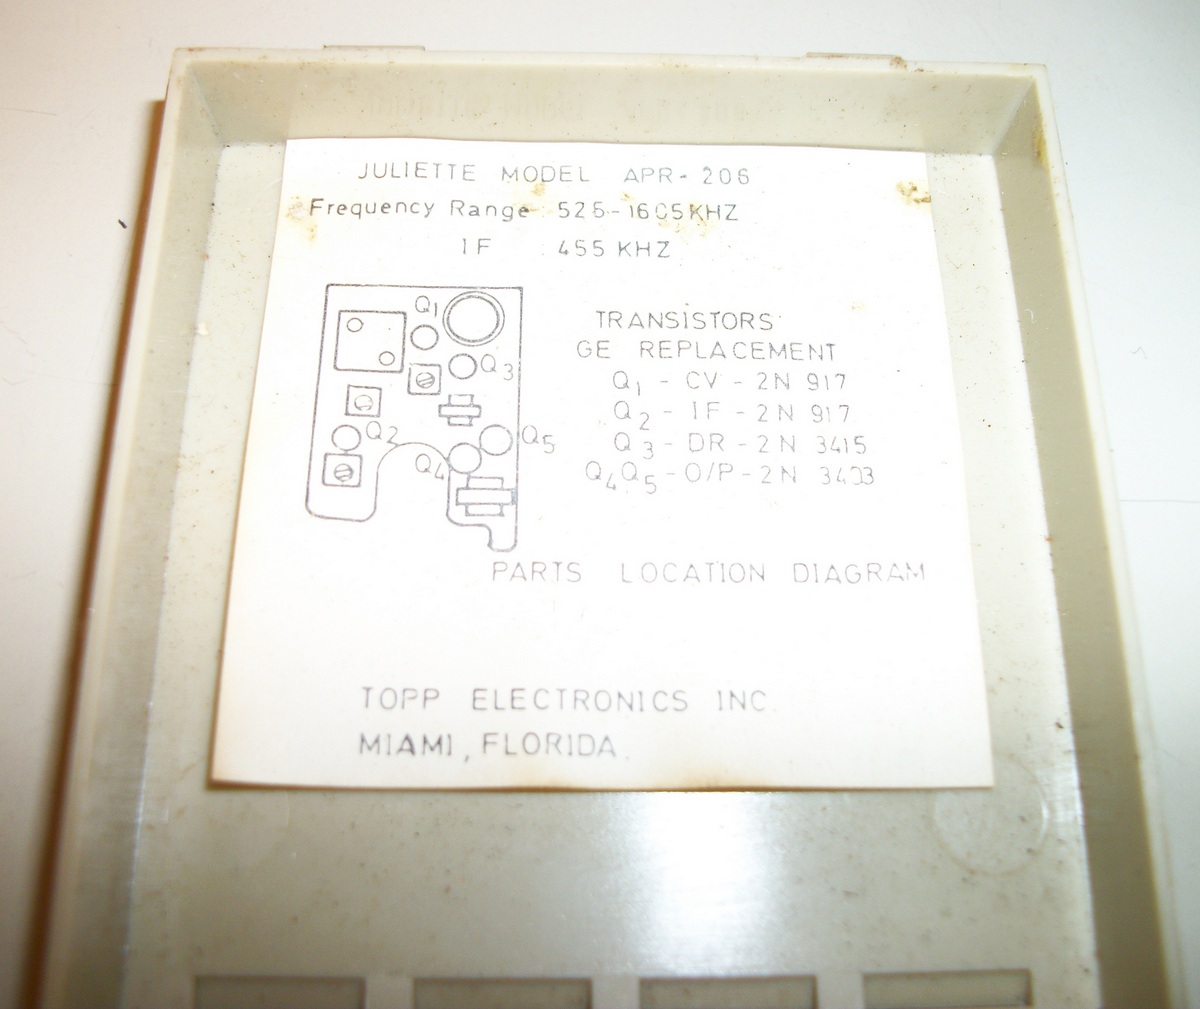 JULIETTE MODEL APR-206
Frequency Range : 525-1605KHZ
IF : 455 KHZ
Q1
Q3
Q2
Q5
Q4
TRANSISTORS
GE REPLACEMENT
Q1 - CV - 2N 917
Q2 - IF - 2N 917
Q3 - DR - 2N 3415
Q4Q5 - O/P - 2N 3403
PARTS LOCATION DIAGRAM
TOPP ELECTRONICS INC.
MIAMI, FLORIDA.